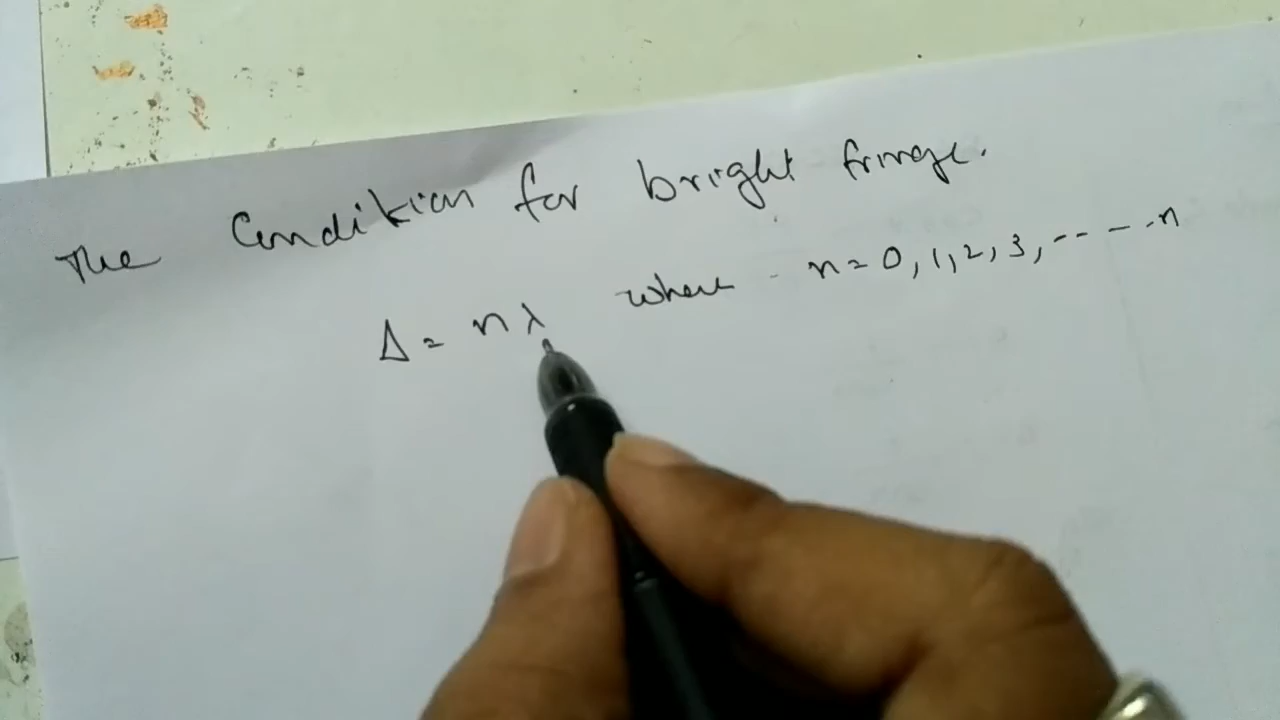 The Condition for bright fringe.
Δ = nλ where n = 0, 1, 2, 3, ------n